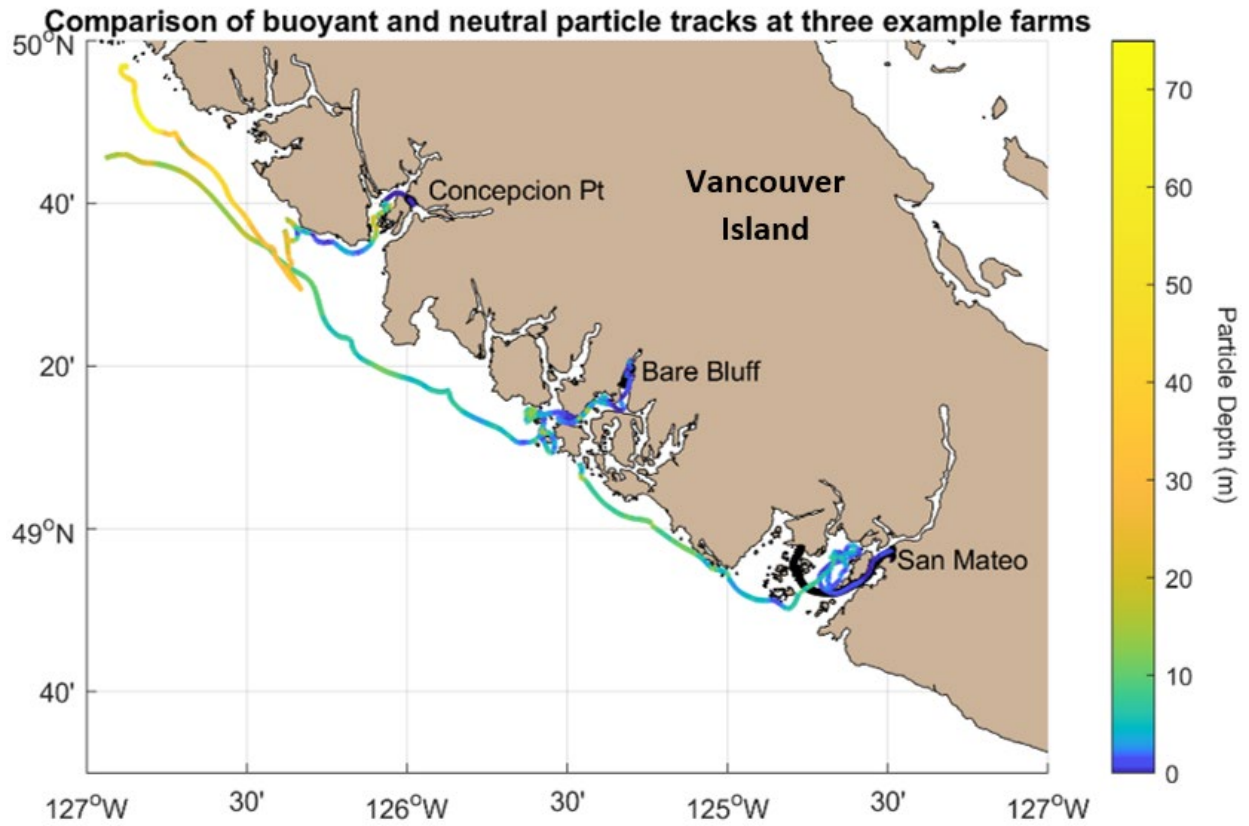 Comparison of buoyant and neutral particle tracks at three example farms
50°N
40'
20'
49°N
40'
127°W
30'
126°W
30'
125°W
30'
127°W
Concepcion Pt
Vancouver
Island
Bare Bluff
San Mateo
70
60
50
40
30
20
10
0
Particle Depth (m)